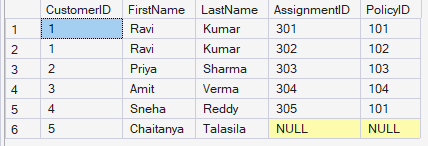 CustomerID FirstName LastName AssignmentID PolicyID
1 1 Ravi Kumar 301 101
2 1 Ravi Kumar 302 102
3 2 Priya Sharma 303 103
4 3 Amit Verma 304 104
5 4 Sneha Reddy 305 101
6 5 Chaitanya Talasila NULL NULL